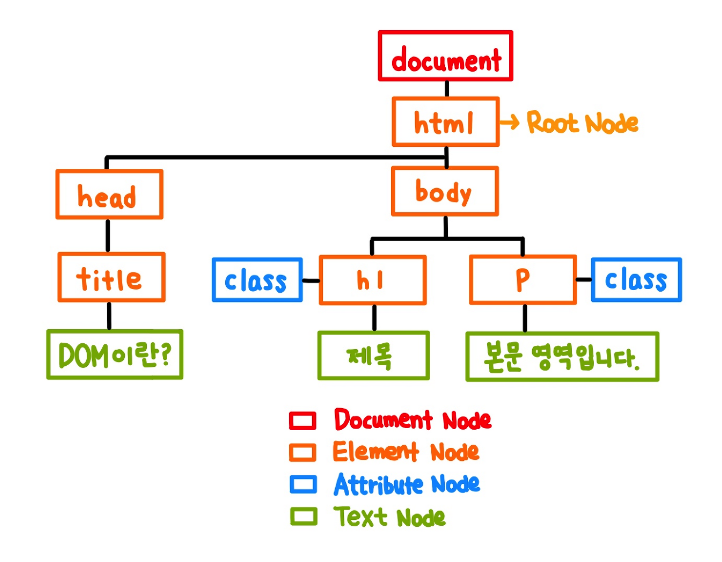 document
html → Root Node
head
body
title
class
h1
P
class
DOM이란?
제목
본문 영역입니다.
Document Node
Element Node
Attribute Node
Text Node